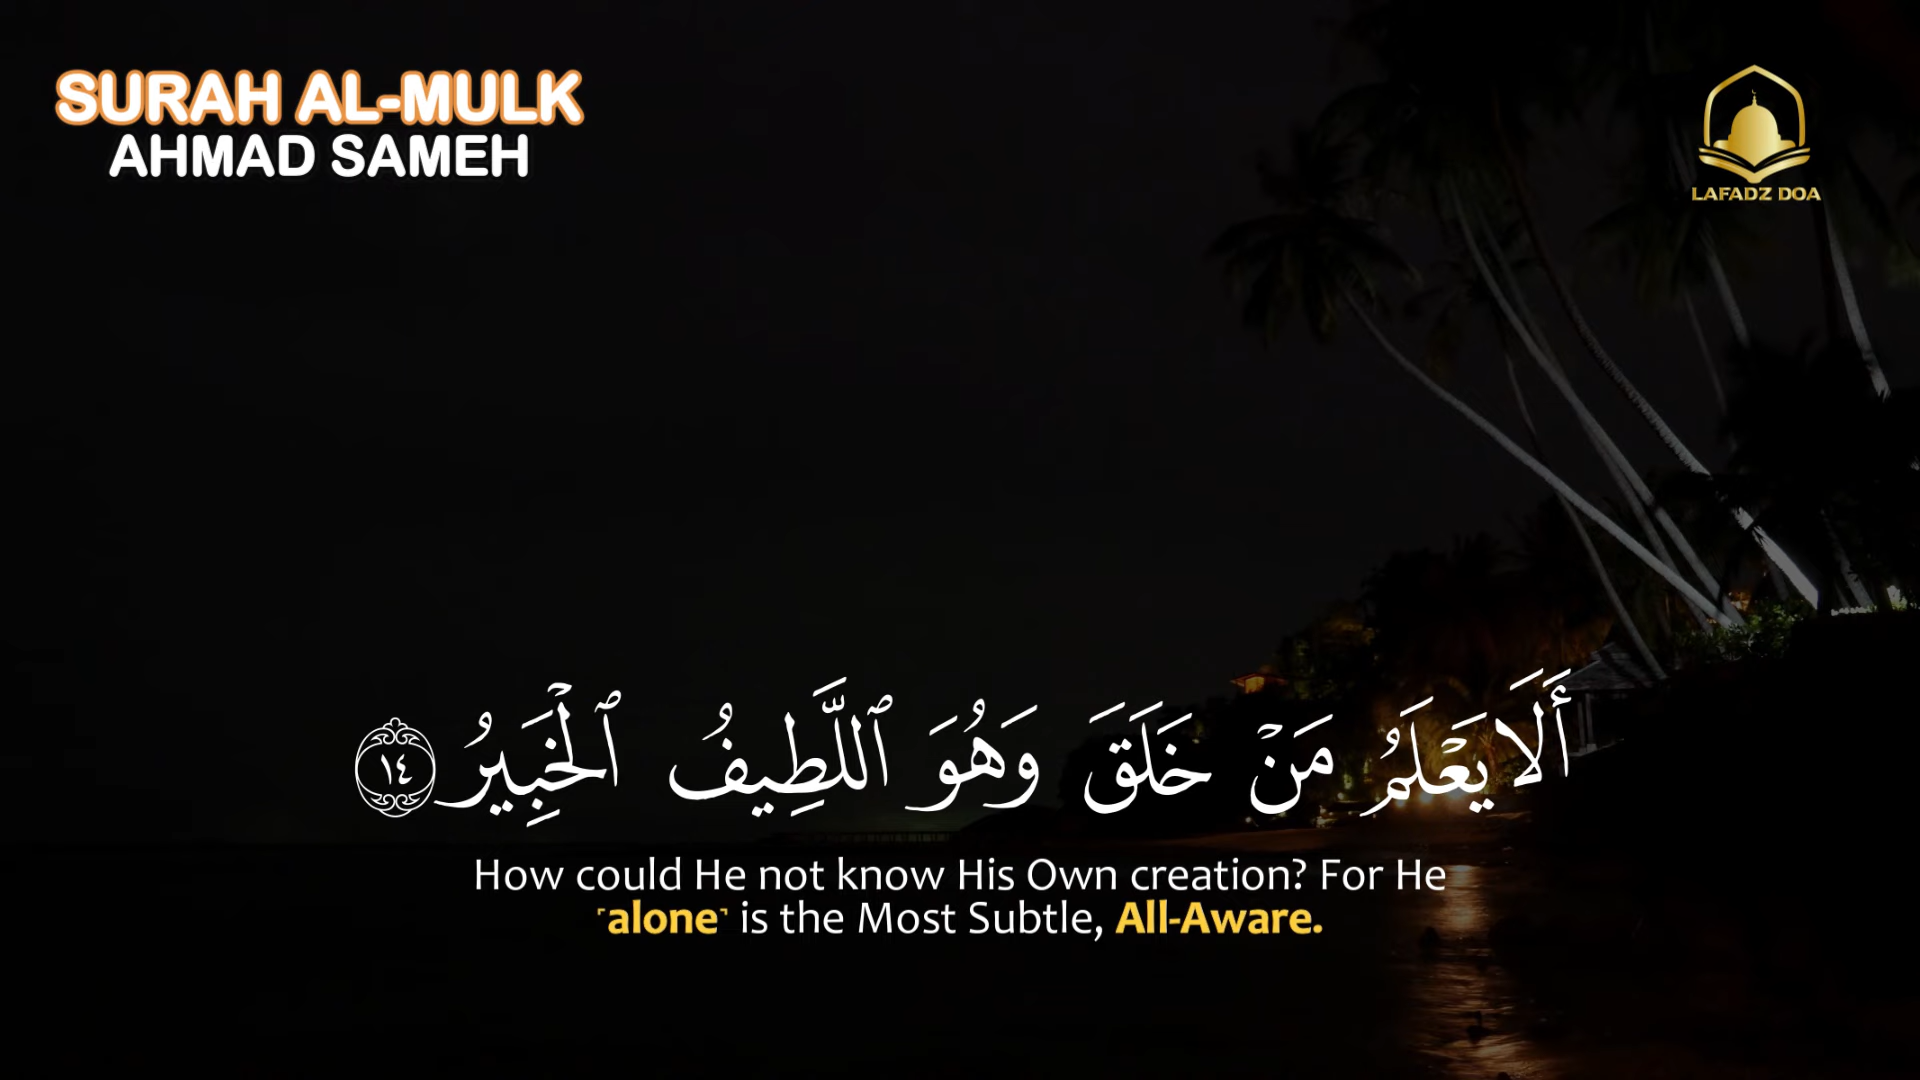 SURAH AL-MULK
AHMAD SAMEH
LAFADZ DOA
أَلَا يَعْلَمُ مَنْ خَلَقَ وَهُوَ ٱللَّطِيفُ ٱلْخَبِيرُ ١٤
How could He not know His Own creation? For He
˹alone˺ is the Most Subtle, All-Aware.